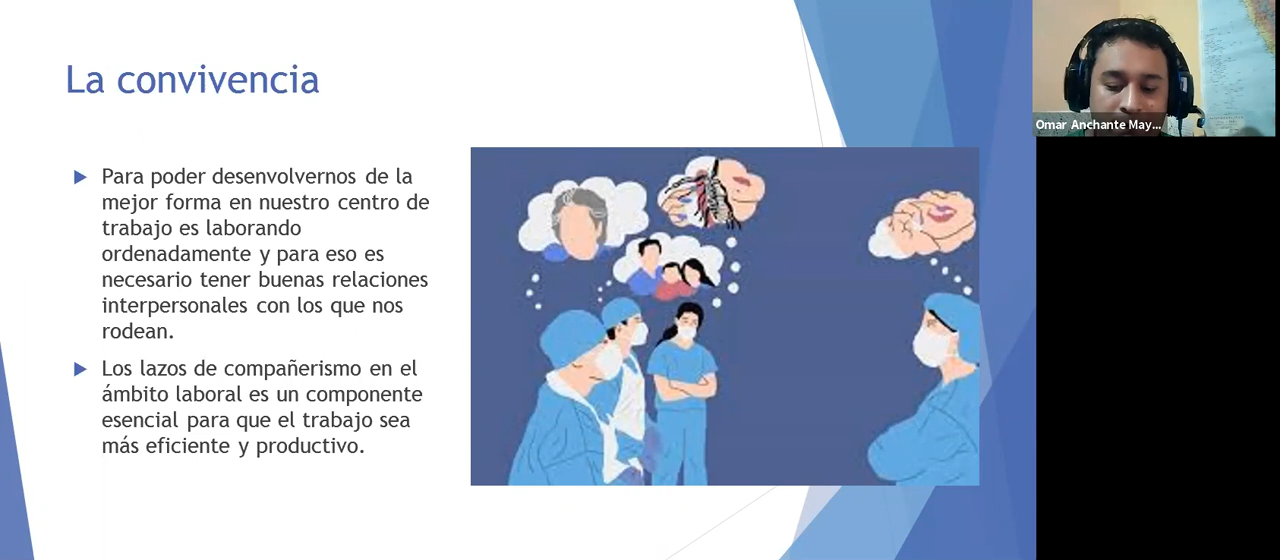 La convivencia
Para poder desenvolvernos de la
mejor forma en nuestro centro de
trabajo es laborando
ordenadamente y para eso es
necesario tener buenas relaciones
interpersonales con los que nos
rodean.
Los lazos de compañerismo en el
ámbito laboral es un componente
esencial para que el trabajo sea
más eficiente y productivo.
Omar Anchante May...